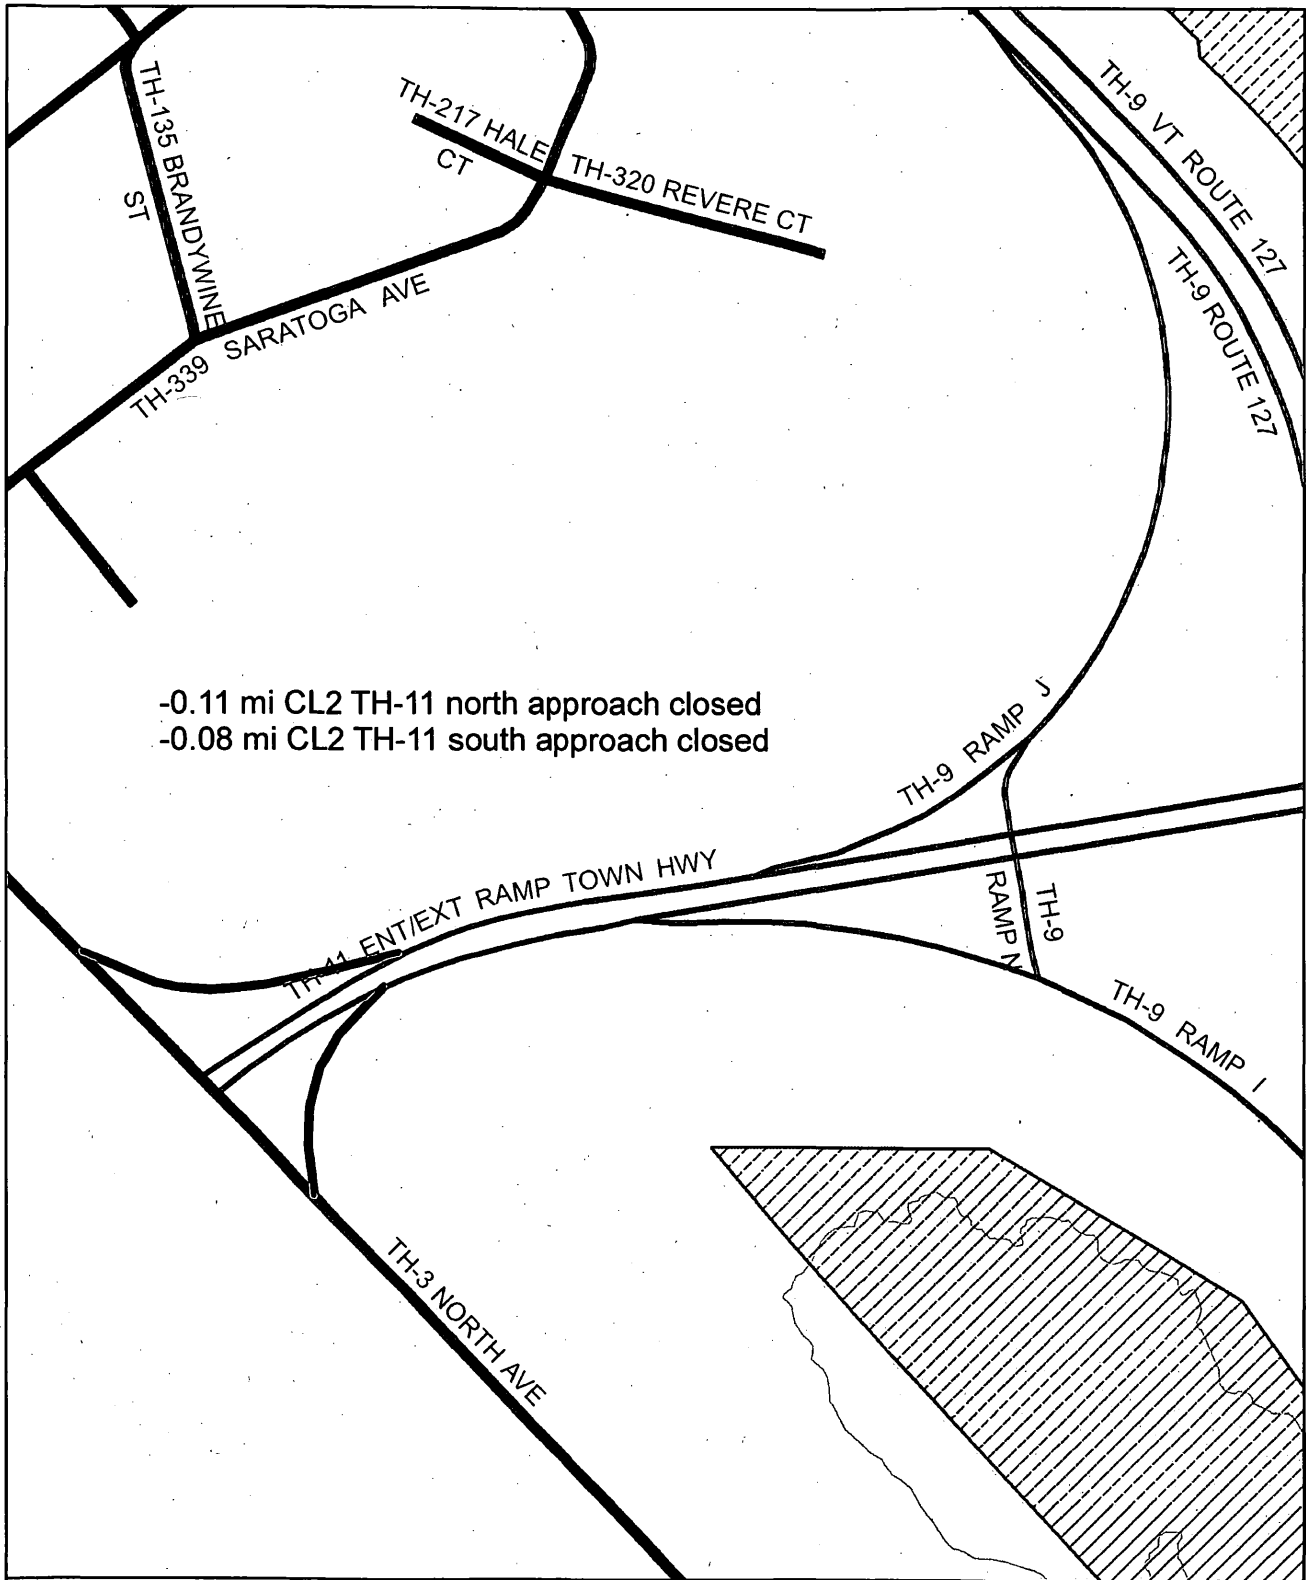 TH-135 BRANDYWINE
ST
TH-217 HALE
CT
TH-320 REVERE CT
TH-9 VT ROUTE 127
TH-9 ROUTE 127
TH-339 SARATOGA AVE
-0.11 mi CL2 TH-11 north approach closed
-0.08 mi CL2 TH-11 south approach closed
TH-9 RAMP J
TH-11 ENT/EXT RAMP TOWN HWY
TH-9
RAMP N
TH-9 RAMP I
TH-3 NORTH AVE